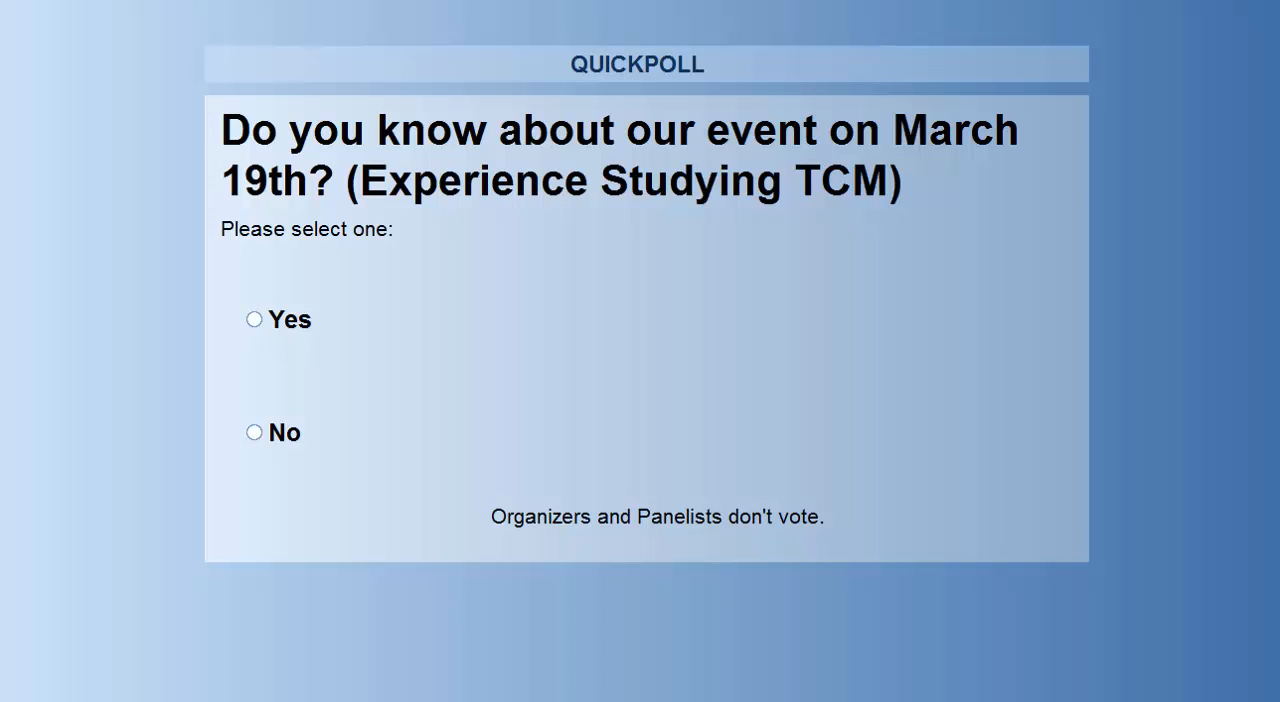 QUICKPOLL
Do you know about our event on March
19th? (Experience Studying TCM)
Please select one:
Yes
No
Organizers and Panelists don't vote.